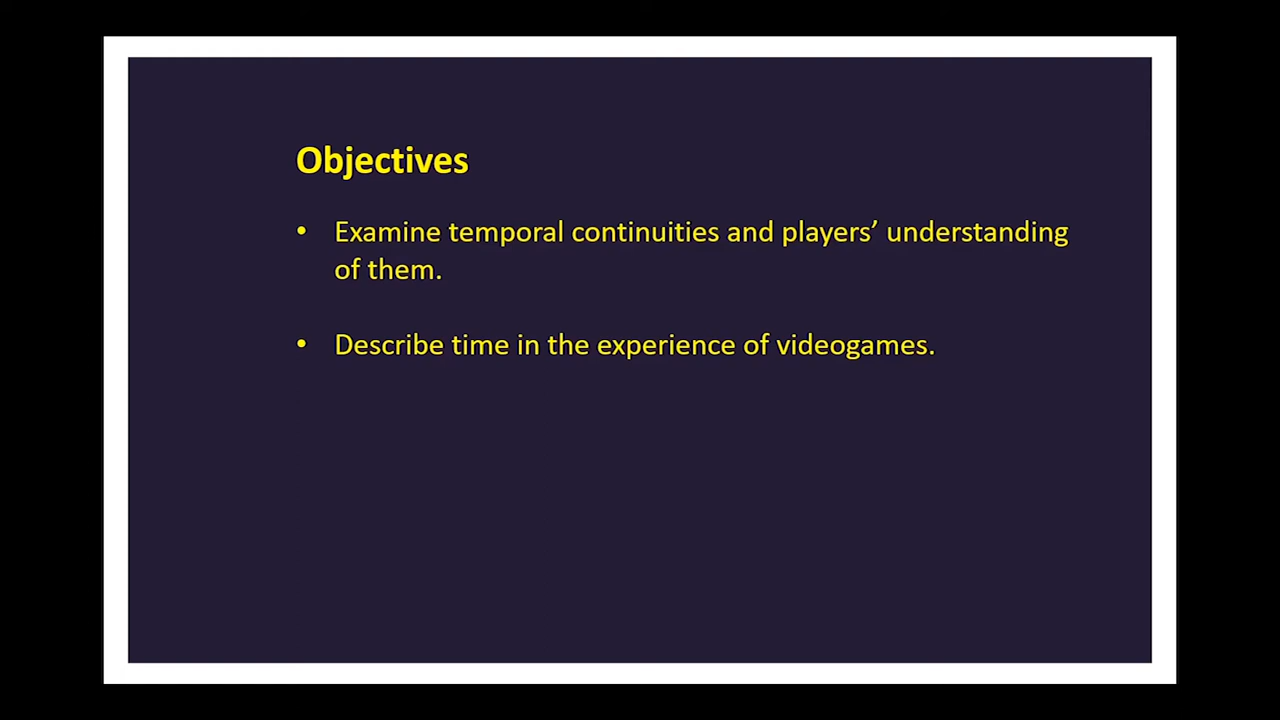 Objectives
• Examine temporal continuities and players’ understanding
of them.
• Describe time in the experience of videogames.